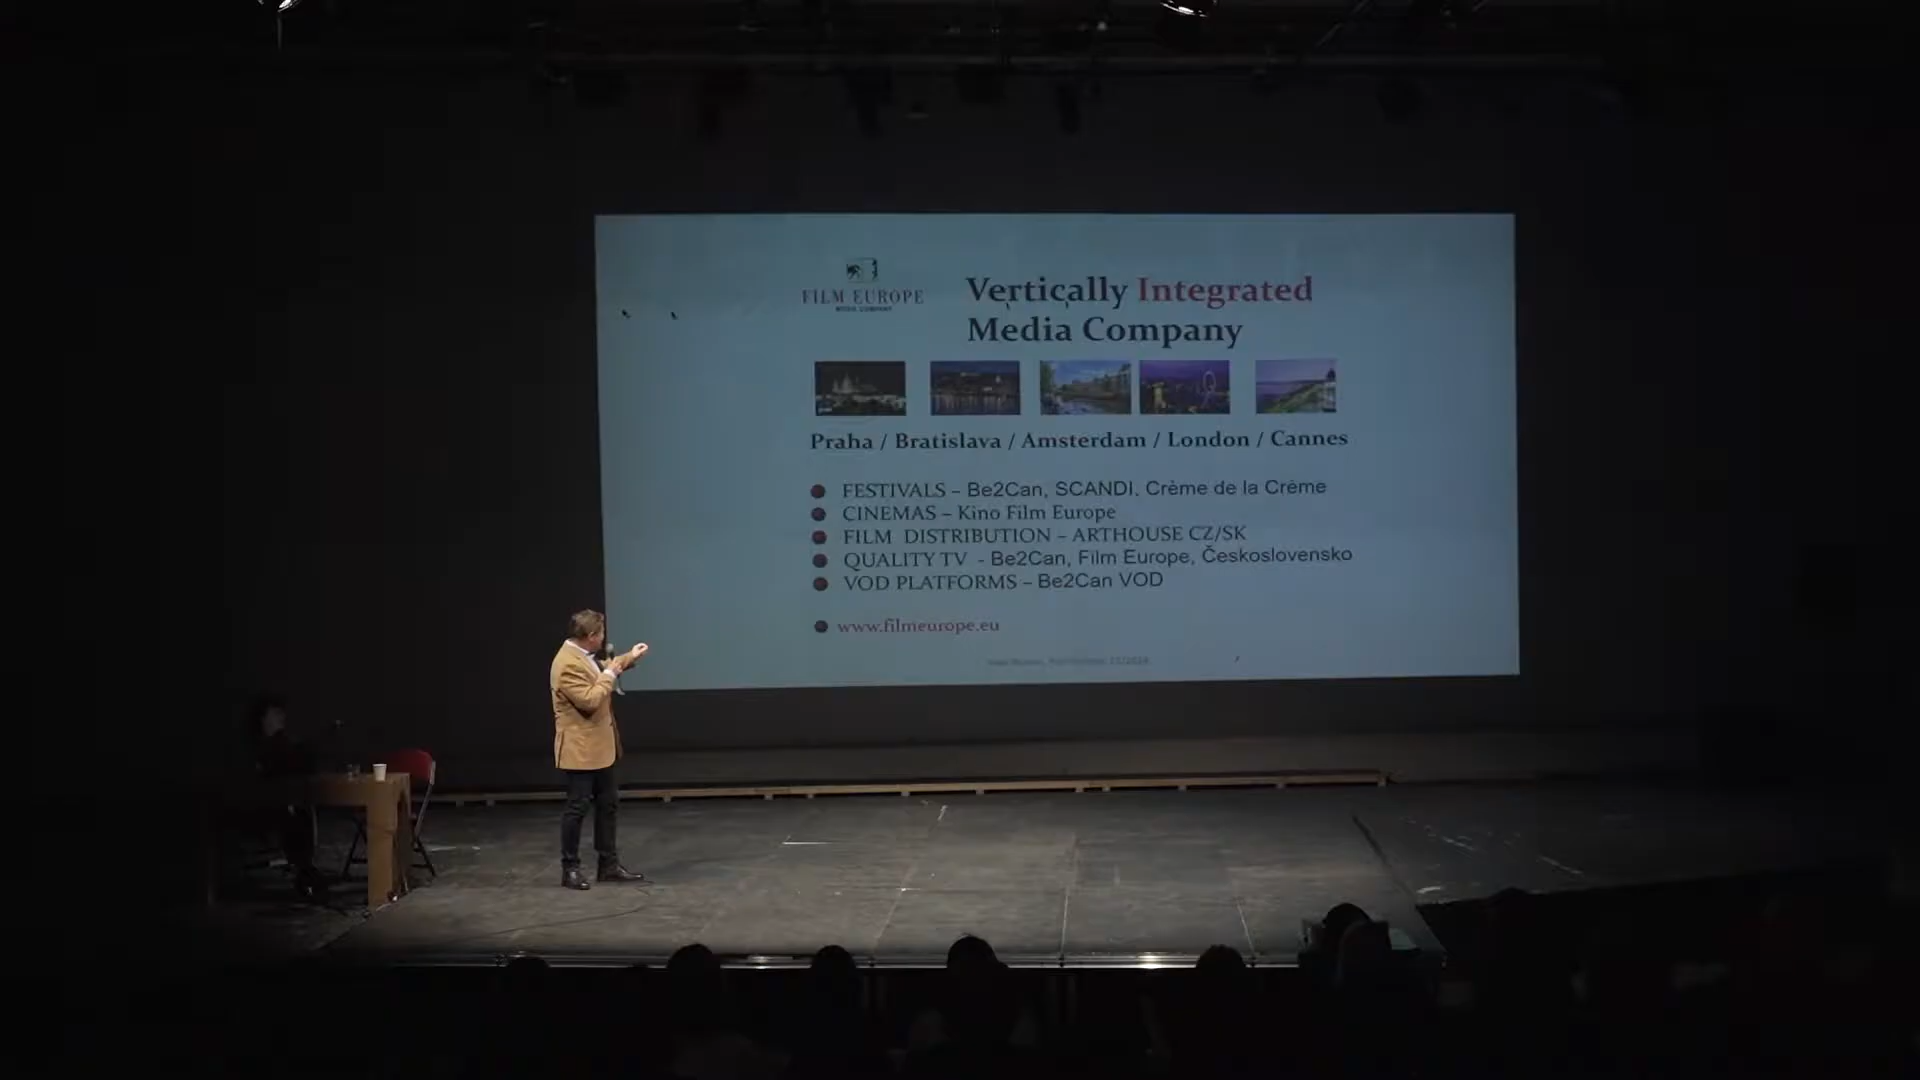 FILM EUROPE
MEDIA COMPANY
Vertically Integrated
Media Company
Praha / Bratislava / Amsterdam / London / Cannes
FESTIVALS – Be2Can, SCANDI, Crème de la Crème
CINEMAS – Kino Film Europe
FILM DISTRIBUTION – ARTHOUSE CZ/SK
QUALITY TV - Be2Can, Film Europe, Československo
VOD PLATFORMS – Be2Can VOD
www.filmeurope.eu